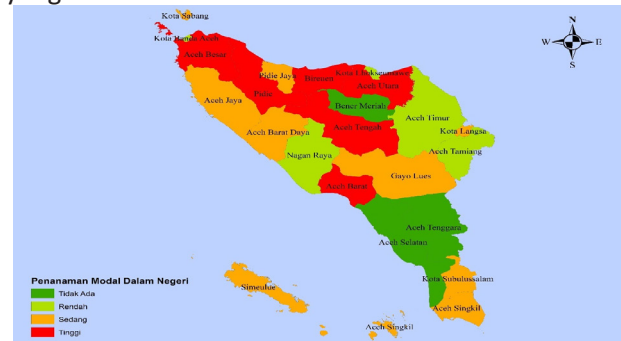 Kota Sabang
N
W
E
S
Kota Banda Aceh
Aceh Besar
Pidie Jaya
Bireuen
Kota Lhokseumawe
Aceh Utara
Pidie
Aceh Jaya
Bener Meriah
Aceh Timur
Aceh Tengah
Kota Langsa
Aceh Barat Daya
Nagan Raya
Aceh Tamiang
Gayo Lues
Aceh Barat
Aceh Tenggara
Aceh Selatan
Kota Subulussalam
Simeulue
Aceh Singkil
Aceh Singkil
Penanaman Modal Dalam Negeri
Tidak Ada
Rendah
Sedang
Tinggi